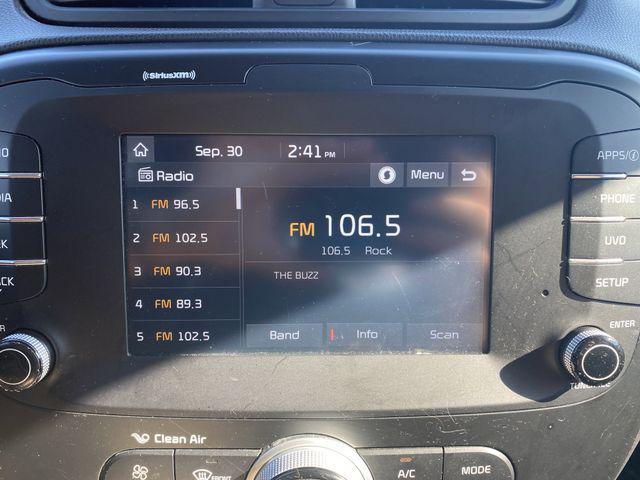 ((SiriusXM))
Sep. 30 2:41 PM
Radio Menu
1 FM 96.5
2 FM 102.5
3 FM 90.3
4 FM 89.3
5 FM 102.5
FM 106.5
106.5 Rock
THE BUZZ
Band Info Scan
APPS/i
PHONE
UVO
SETUP
ENTER
Clean Air
FRONT
A/C
MODE